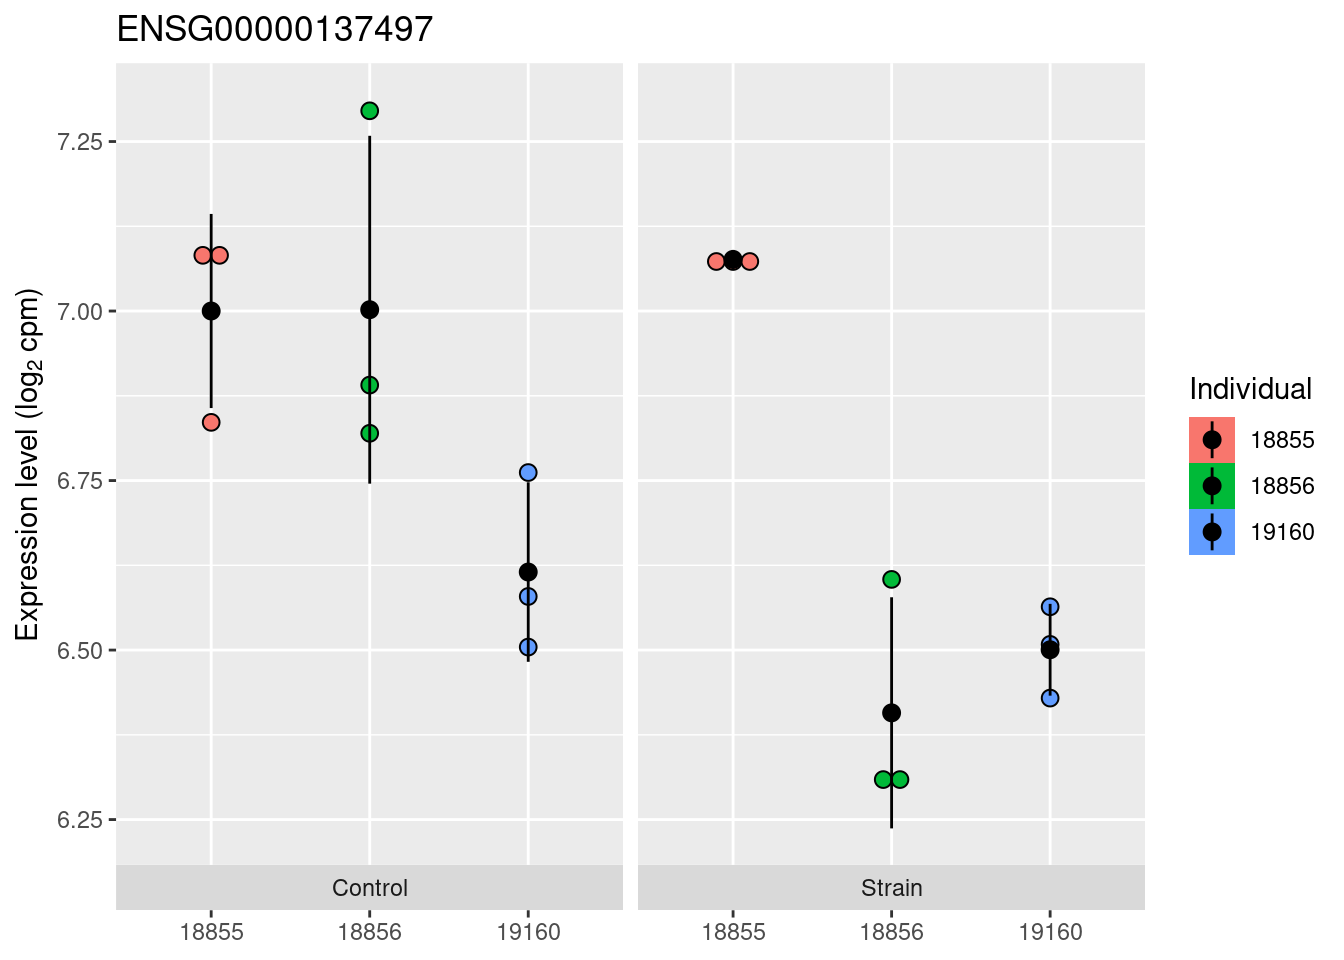 ENSG00000137497
Expression level (log₂ cpm)
7.25
7.00
6.75
6.50
6.25
Control
Strain
18855
18856
19160
18855
18856
19160
Individual
18855
18856
19160